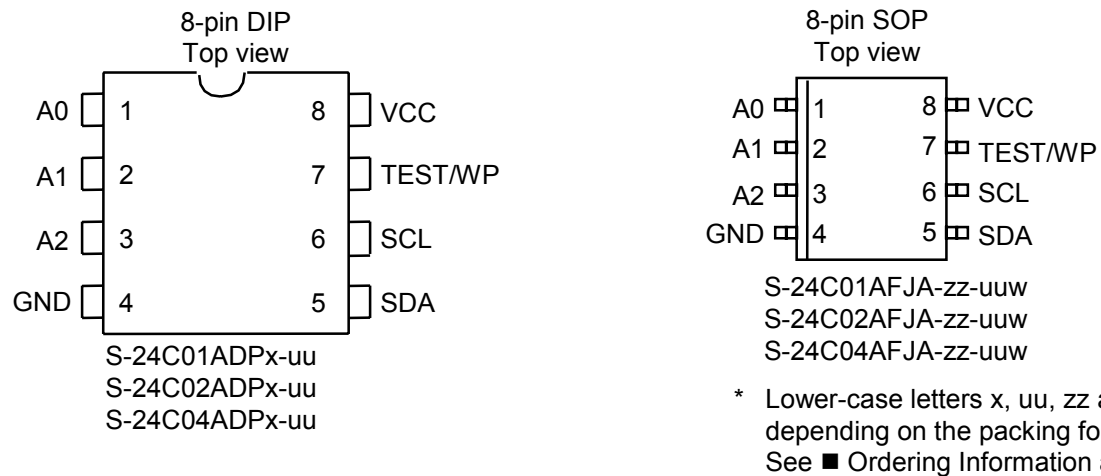 8-pin DIP
Top view
A0 1 8 VCC
A1 2 7 TEST/WP
A2 3 6 SCL
GND 4 5 SDA
S-24C01ADPx-uu
S-24C02ADPx-uu
S-24C04ADPx-uu
8-pin SOP
Top view
A0 1 8 VCC
A1 2 7 TEST/WP
A2 3 6 SCL
GND 4 5 SDA
S-24C01AFJA-zz-uuw
S-24C02AFJA-zz-uuw
S-24C04AFJA-zz-uuw
* Lower-case letters x, uu, zz a
depending on the packing fo
See ■ Ordering Information